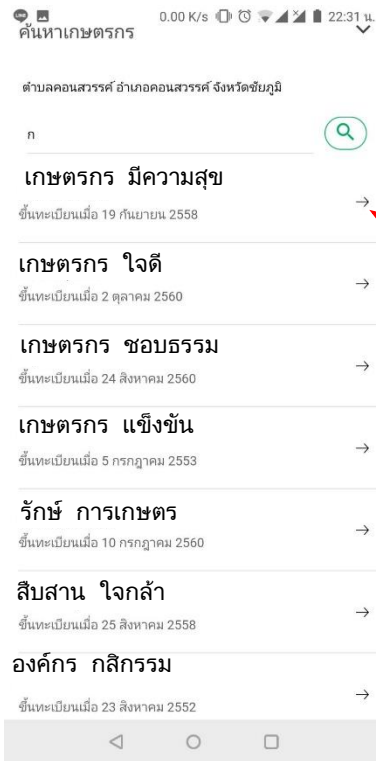 0.00 K/s 22:31 น.
ค้นหาเกษตรกร
ตำบลคอนสวรรค์ อำเภอคอนสวรรค์ จังหวัดชัยภูมิ
ก
เกษตรกร มีความสุข
ขึ้นทะเบียนเมื่อ 19 กันยายน 2558
เกษตรกร ใจดี
ขึ้นทะเบียนเมื่อ 2 ตุลาคม 2560
เกษตรกร ชอบธรรม
ขึ้นทะเบียนเมื่อ 24 สิงหาคม 2560
เกษตรกร แข็งขัน
ขึ้นทะเบียนเมื่อ 5 กรกฎาคม 2553
รักษ์ การเกษตร
ขึ้นทะเบียนเมื่อ 10 กรกฎาคม 2560
สืบสาน ใจกล้า
ขึ้นทะเบียนเมื่อ 25 สิงหาคม 2558
องค์กร กสิกรรม
ขึ้นทะเบียนเมื่อ 23 สิงหาคม 2552